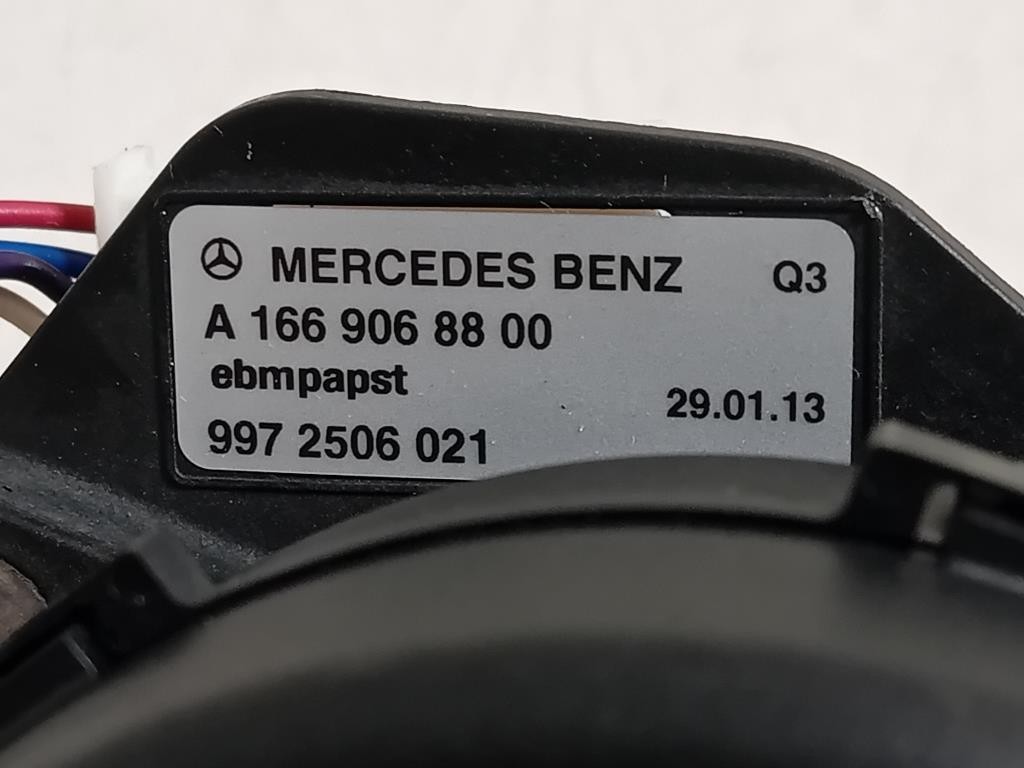 MERCEDES BENZ Q3
A 166 906 88 00
ebmpapst
29.01.13
997 2506 021